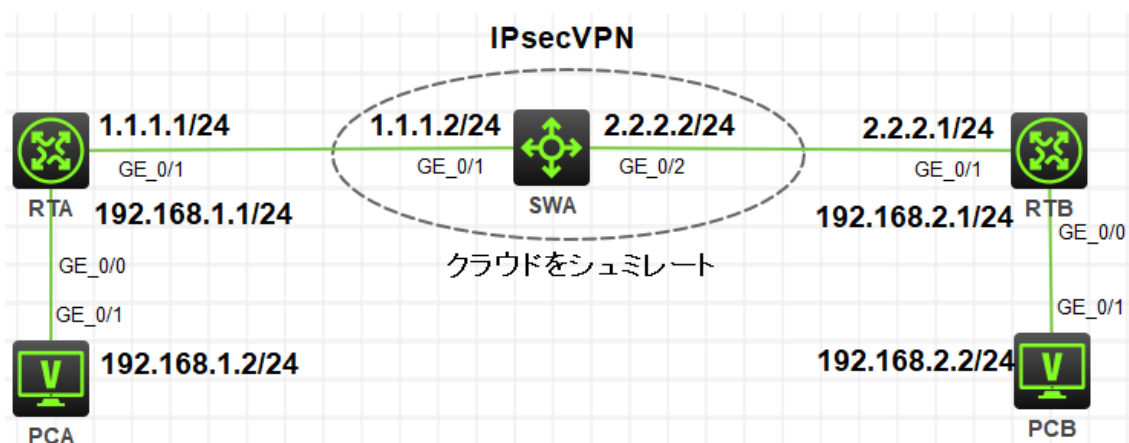 IPsecVPN
1.1.1.1/24
1.1.1.2/24
2.2.2.2/24
2.2.2.1/24
GE_0/1
GE_0/1
GE_0/2
GE_0/1
RTA
192.168.1.1/24
SWA
192.168.2.1/24
RTB
GE_0/0
クラウドをシュミレート
GE_0/0
GE_0/1
GE_0/1
192.168.1.2/24
192.168.2.2/24
V
V
PCA
PCB